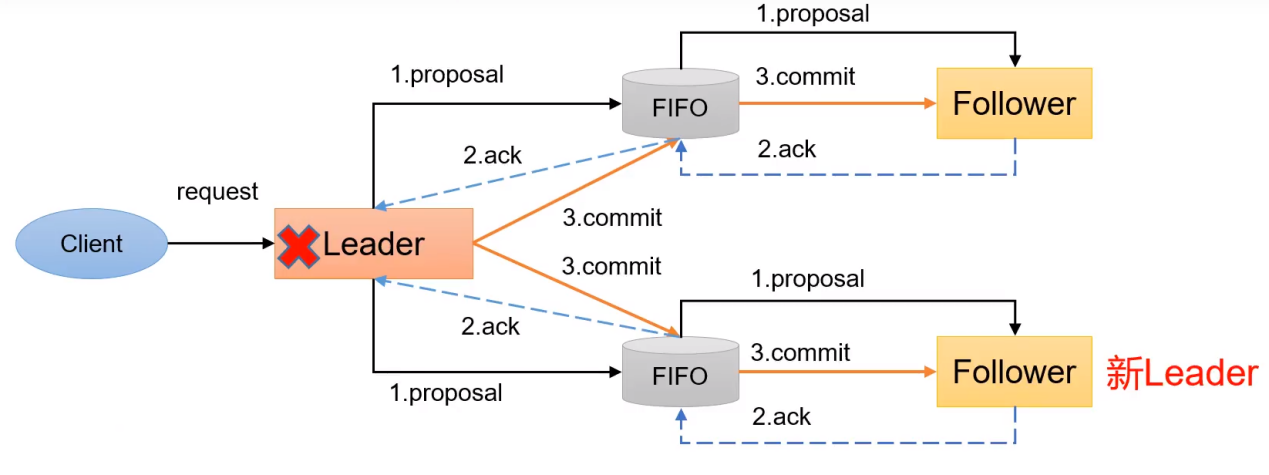 1.proposal
1.proposal
3.commit
FIFO
Follower
2.ack
2.ack
request
3.commit
Client
Leader
3.commit
1.proposal
2.ack
3.commit
FIFO
Follower
新Leader
1.proposal
2.ack